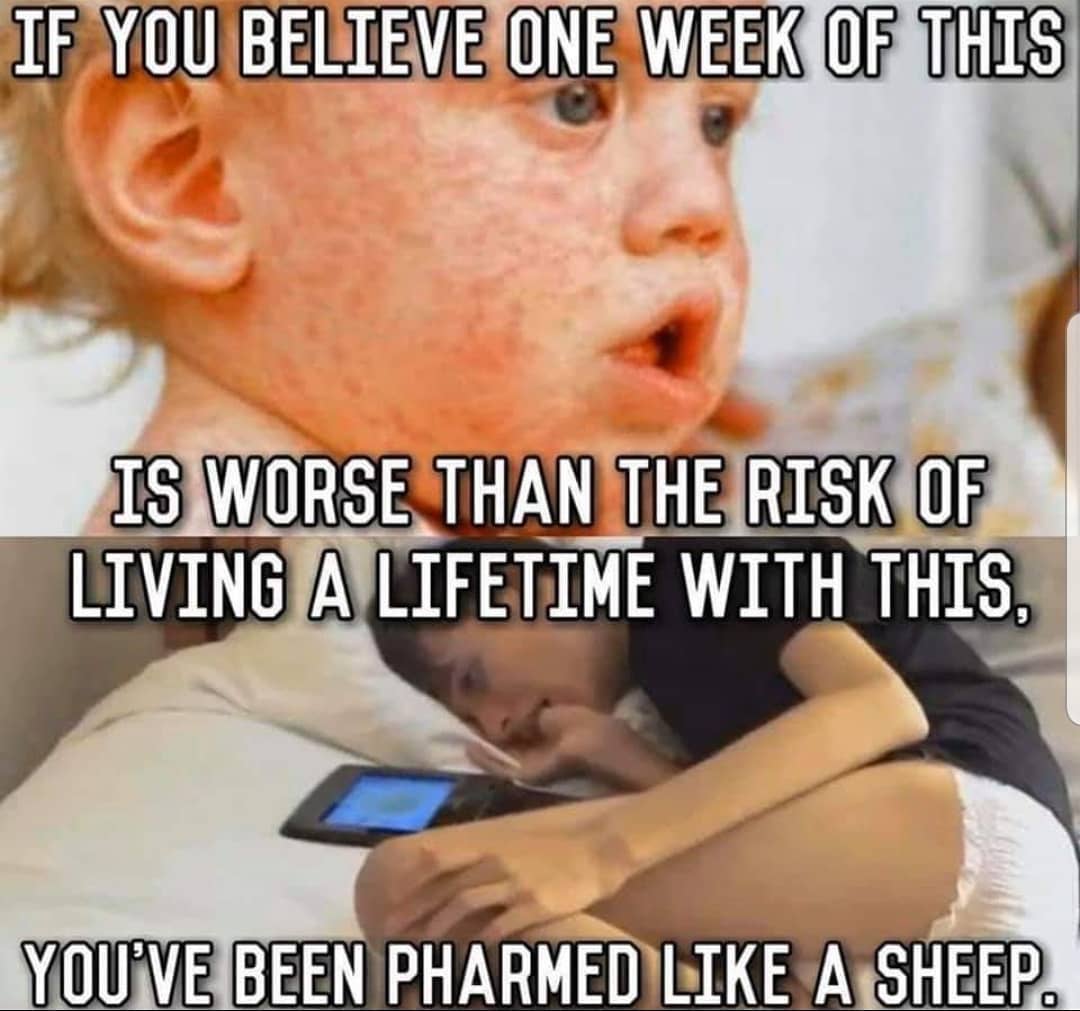 IF YOU BELIEVE ONE WEEK OF THIS
IS WORSE THAN THE RISK OF
LIVING A LIFETIME WITH THIS,
YOU'VE BEEN PHARMED LIKE A SHEEP.